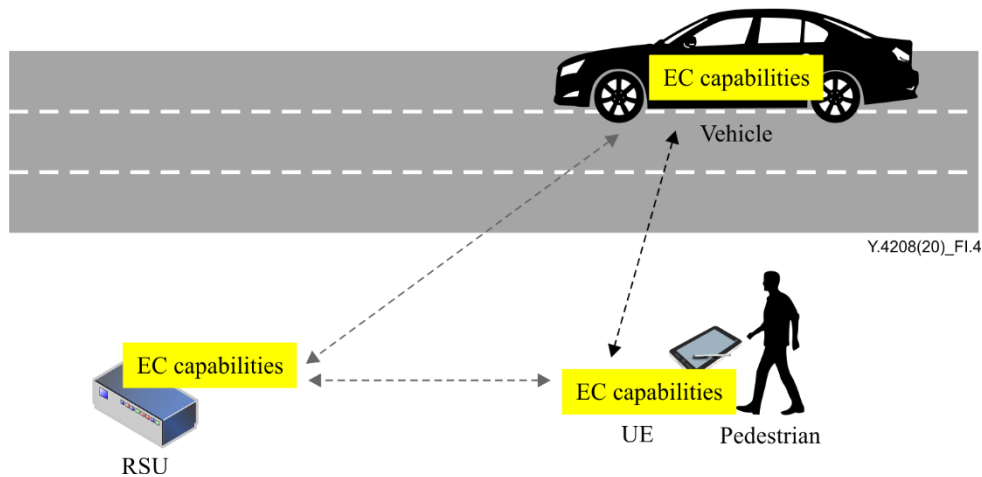 EC capabilities
Vehicle
Y.4208(20)_FI.4
EC capabilities
EC capabilities
UE
Pedestrian
RSU